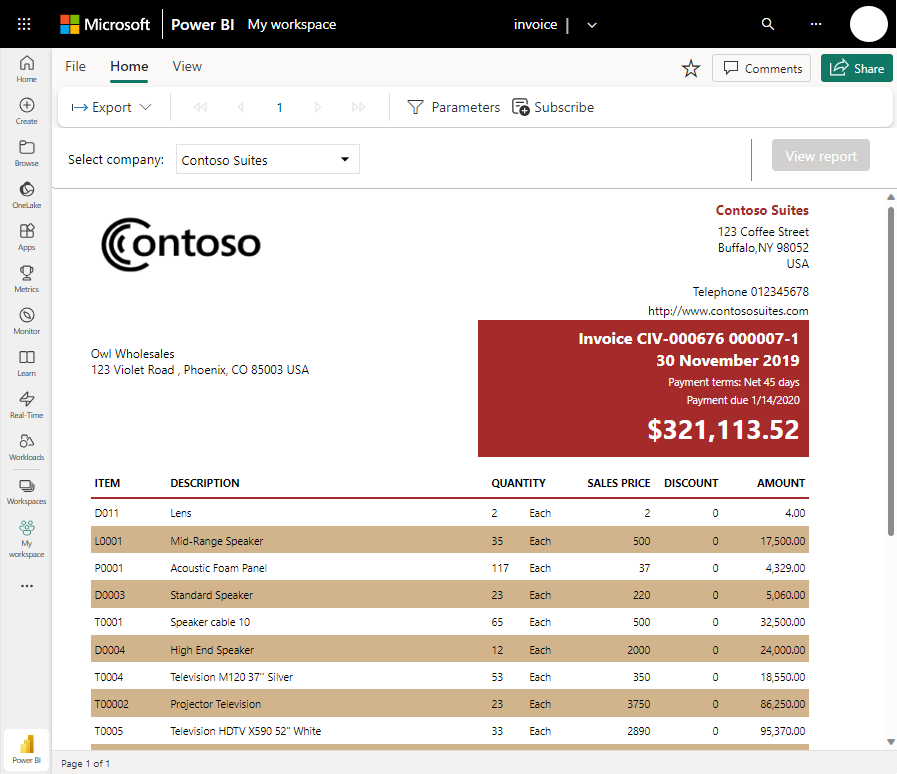 Microsoft Power BI My workspace invoice
File Home View Comments Share
Export 1 Parameters Subscribe
Select company: Contoso Suites View report
Home
Create
Browse
OneLake
Apps
Metrics
Monitor
Learn
Real-Time
Workloads
Workspaces
My
workspace
Power BI
Contoso
Contoso Suites
123 Coffee Street
Buffalo,NY 98052
USA
Telephone 012345678
http://www.contososuites.com
Owl Wholesales
123 Violet Road , Phoenix, CO 85003 USA
Invoice CIV-000676 000007-1
30 November 2019
Payment terms: Net 45 days
Payment due 1/14/2020
$321,113.52
ITEM DESCRIPTION QUANTITY SALES PRICE DISCOUNT AMOUNT
D011 Lens 2 Each 2 0 4.00
L0001 Mid-Range Speaker 35 Each 500 0 17,500.00
P0001 Acoustic Foam Panel 117 Each 37 0 4,329.00
D0003 Standard Speaker 23 Each 220 0 5,060.00
T0001 Speaker cable 10 65 Each 500 0 32,500.00
D0004 High End Speaker 12 Each 2000 0 24,000.00
T0004 Television M120 37" Silver 53 Each 350 0 18,550.00
T00002 Projector Television 23 Each 3750 0 86,250.00
T0005 Television HDTV X590 52" White 33 Each 2890 0 95,370.00
Page 1 of 1